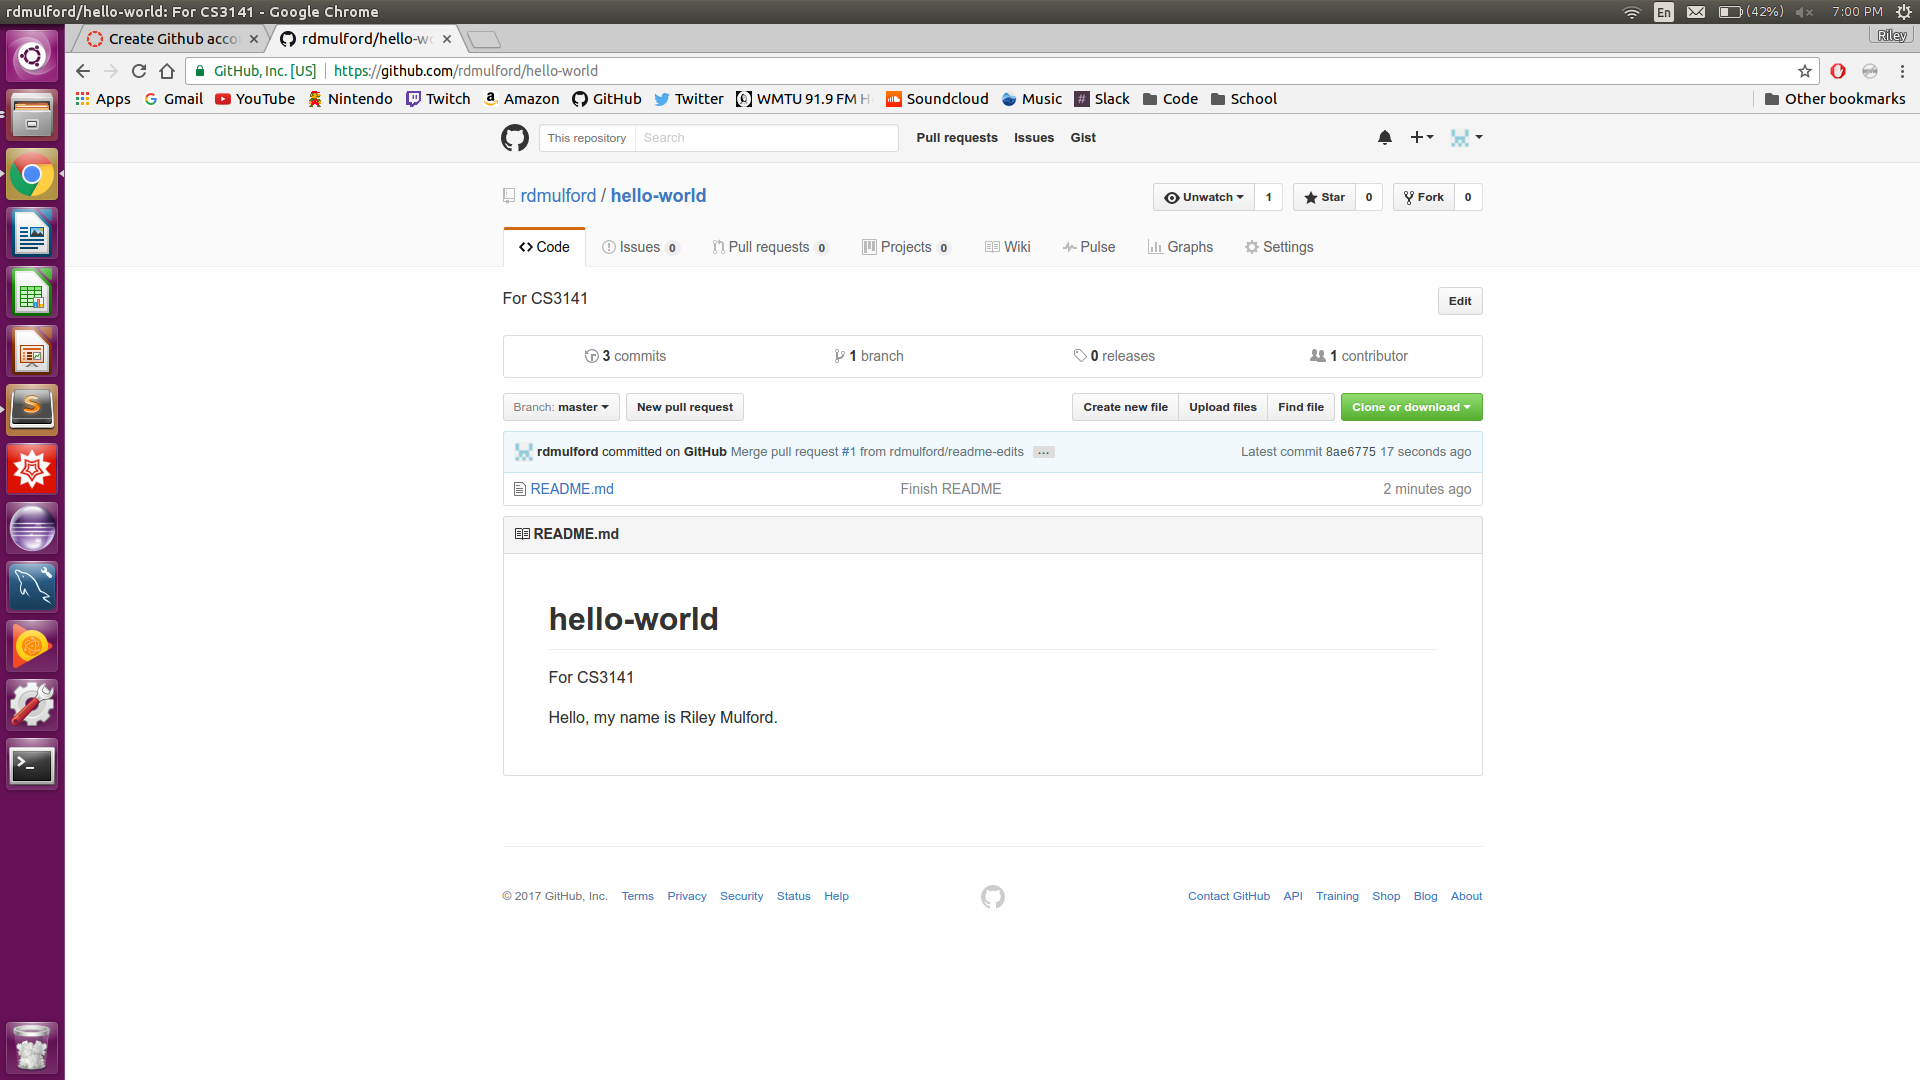 rdmulford/hello-world: For CS3141 - Google Chrome
En (42%) 7:00 PM
Create Github acco rdmulford/hello-wo Riley
GitHub, Inc. [US] https://github.com/rdmulford/hello-world
Apps Gmail YouTube Nintendo Twitch Amazon GitHub Twitter WMTU 91.9 FM H Soundcloud Music Slack Code School Other bookmarks
This repository Search Pull requests Issues Gist
rdmulford / hello-world Unwatch 1 Star 0 Fork 0
Code Issues 0 Pull requests 0 Projects 0 Wiki Pulse Graphs Settings
For CS3141 Edit
3 commits 1 branch 0 releases 1 contributor
Branch: master New pull request Create new file Upload files Find file Clone or download
rdmulford committed on GitHub Merge pull request #1 from rdmulford/readme-edits … Latest commit 8ae6775 17 seconds ago
README.md Finish README 2 minutes ago
README.md
hello-world
For CS3141
Hello, my name is Riley Mulford.
© 2017 GitHub, Inc. Terms Privacy Security Status Help Contact GitHub API Training Shop Blog About